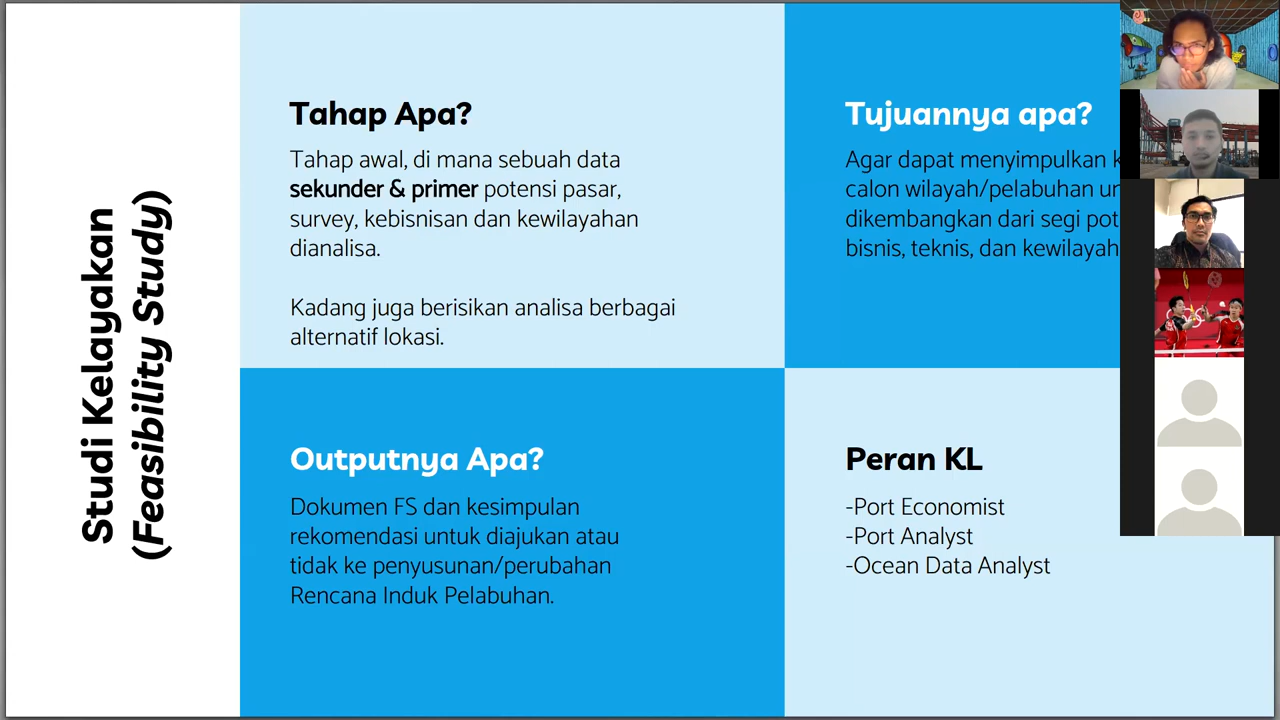 Studi Kelayakan
(Feasibility Study)
Tahap Apa?
Tahap awal, di mana sebuah data
sekunder & primer potensi pasar,
survey, kebisnisan dan kewilayahan
dianalisa.
Kadang juga berisikan analisa berbagai
alternatif lokasi.
Tujuannya apa?
Agar dapat menyimpulkan
calon wilayah/pelabuhan
dikembangkan dari segi
bisnis, teknis, dan
Outputnya Apa?
Dokumen FS dan kesimpulan
rekomendasi untuk diajukan atau
tidak ke penyusunan/perubahan
Rencana Induk Pelabuhan.
Peran KL
-Port Economist
-Port Analyst
-Ocean Data Analyst